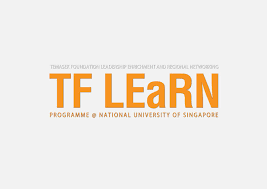 TEMASEK FOUNDATION LEADERSHIP ENRICHMENT AND REGIONAL NETWORKING
TF LEaRN
PROGRAMME @ NATIONAL UNIVERSITY OF SINGAPORE